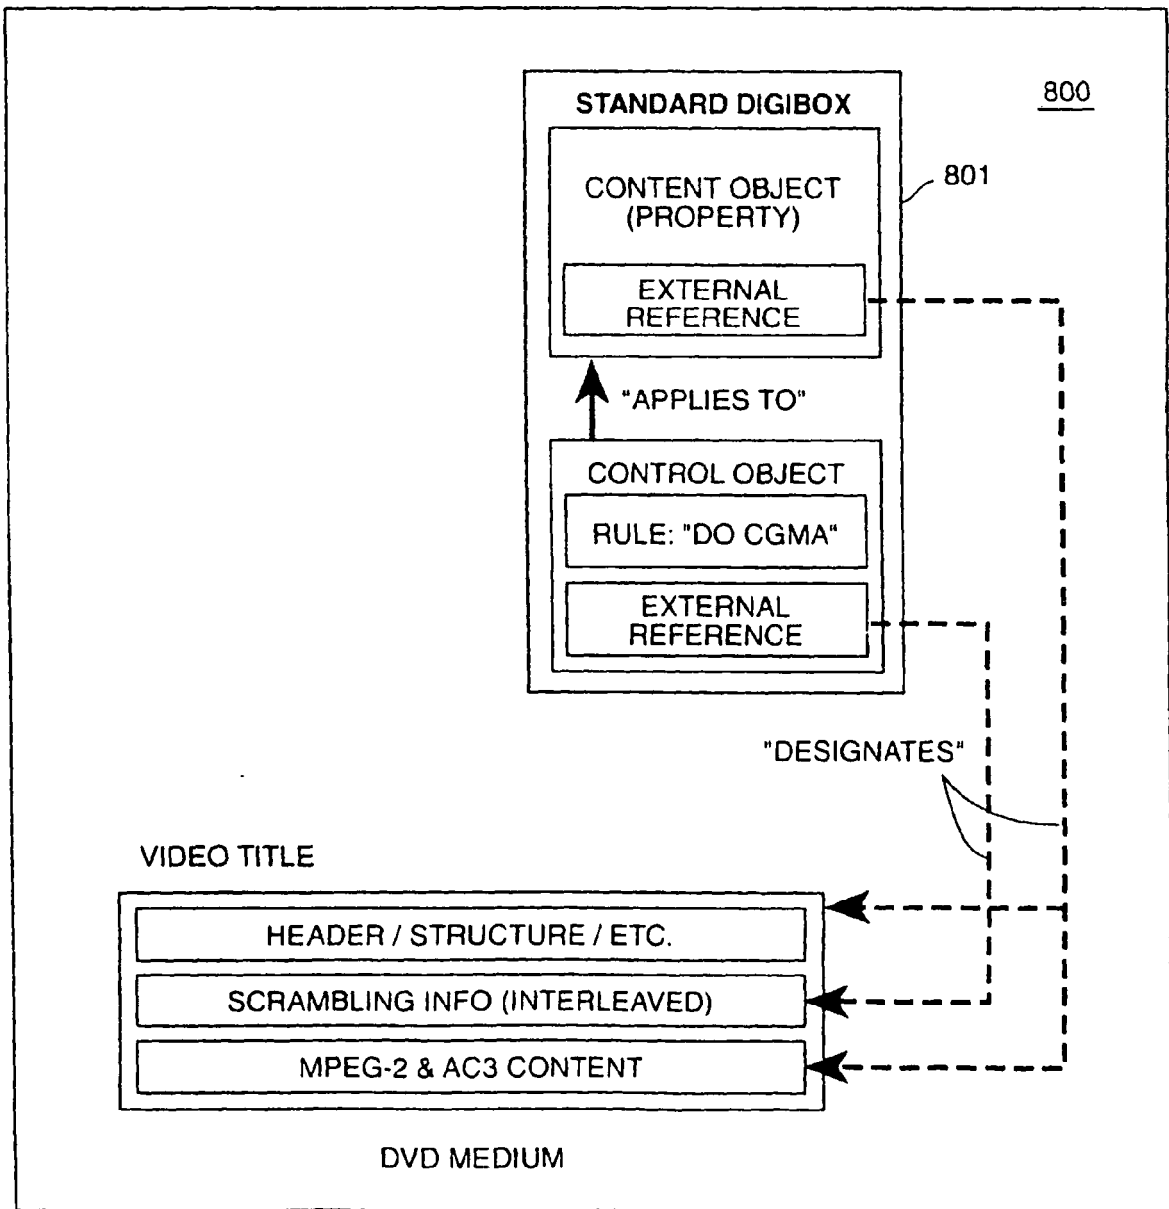 800
STANDARD DIGIBOX
801
CONTENT OBJECT
(PROPERTY)
EXTERNAL
REFERENCE
"APPLIES TO"
CONTROL OBJECT
RULE: "DO CGMA"
EXTERNAL
REFERENCE
"DESIGNATES"
VIDEO TITLE
HEADER / STRUCTURE / ETC.
SCRAMBLING INFO (INTERLEAVED)
MPEG-2 & AC3 CONTENT
DVD MEDIUM